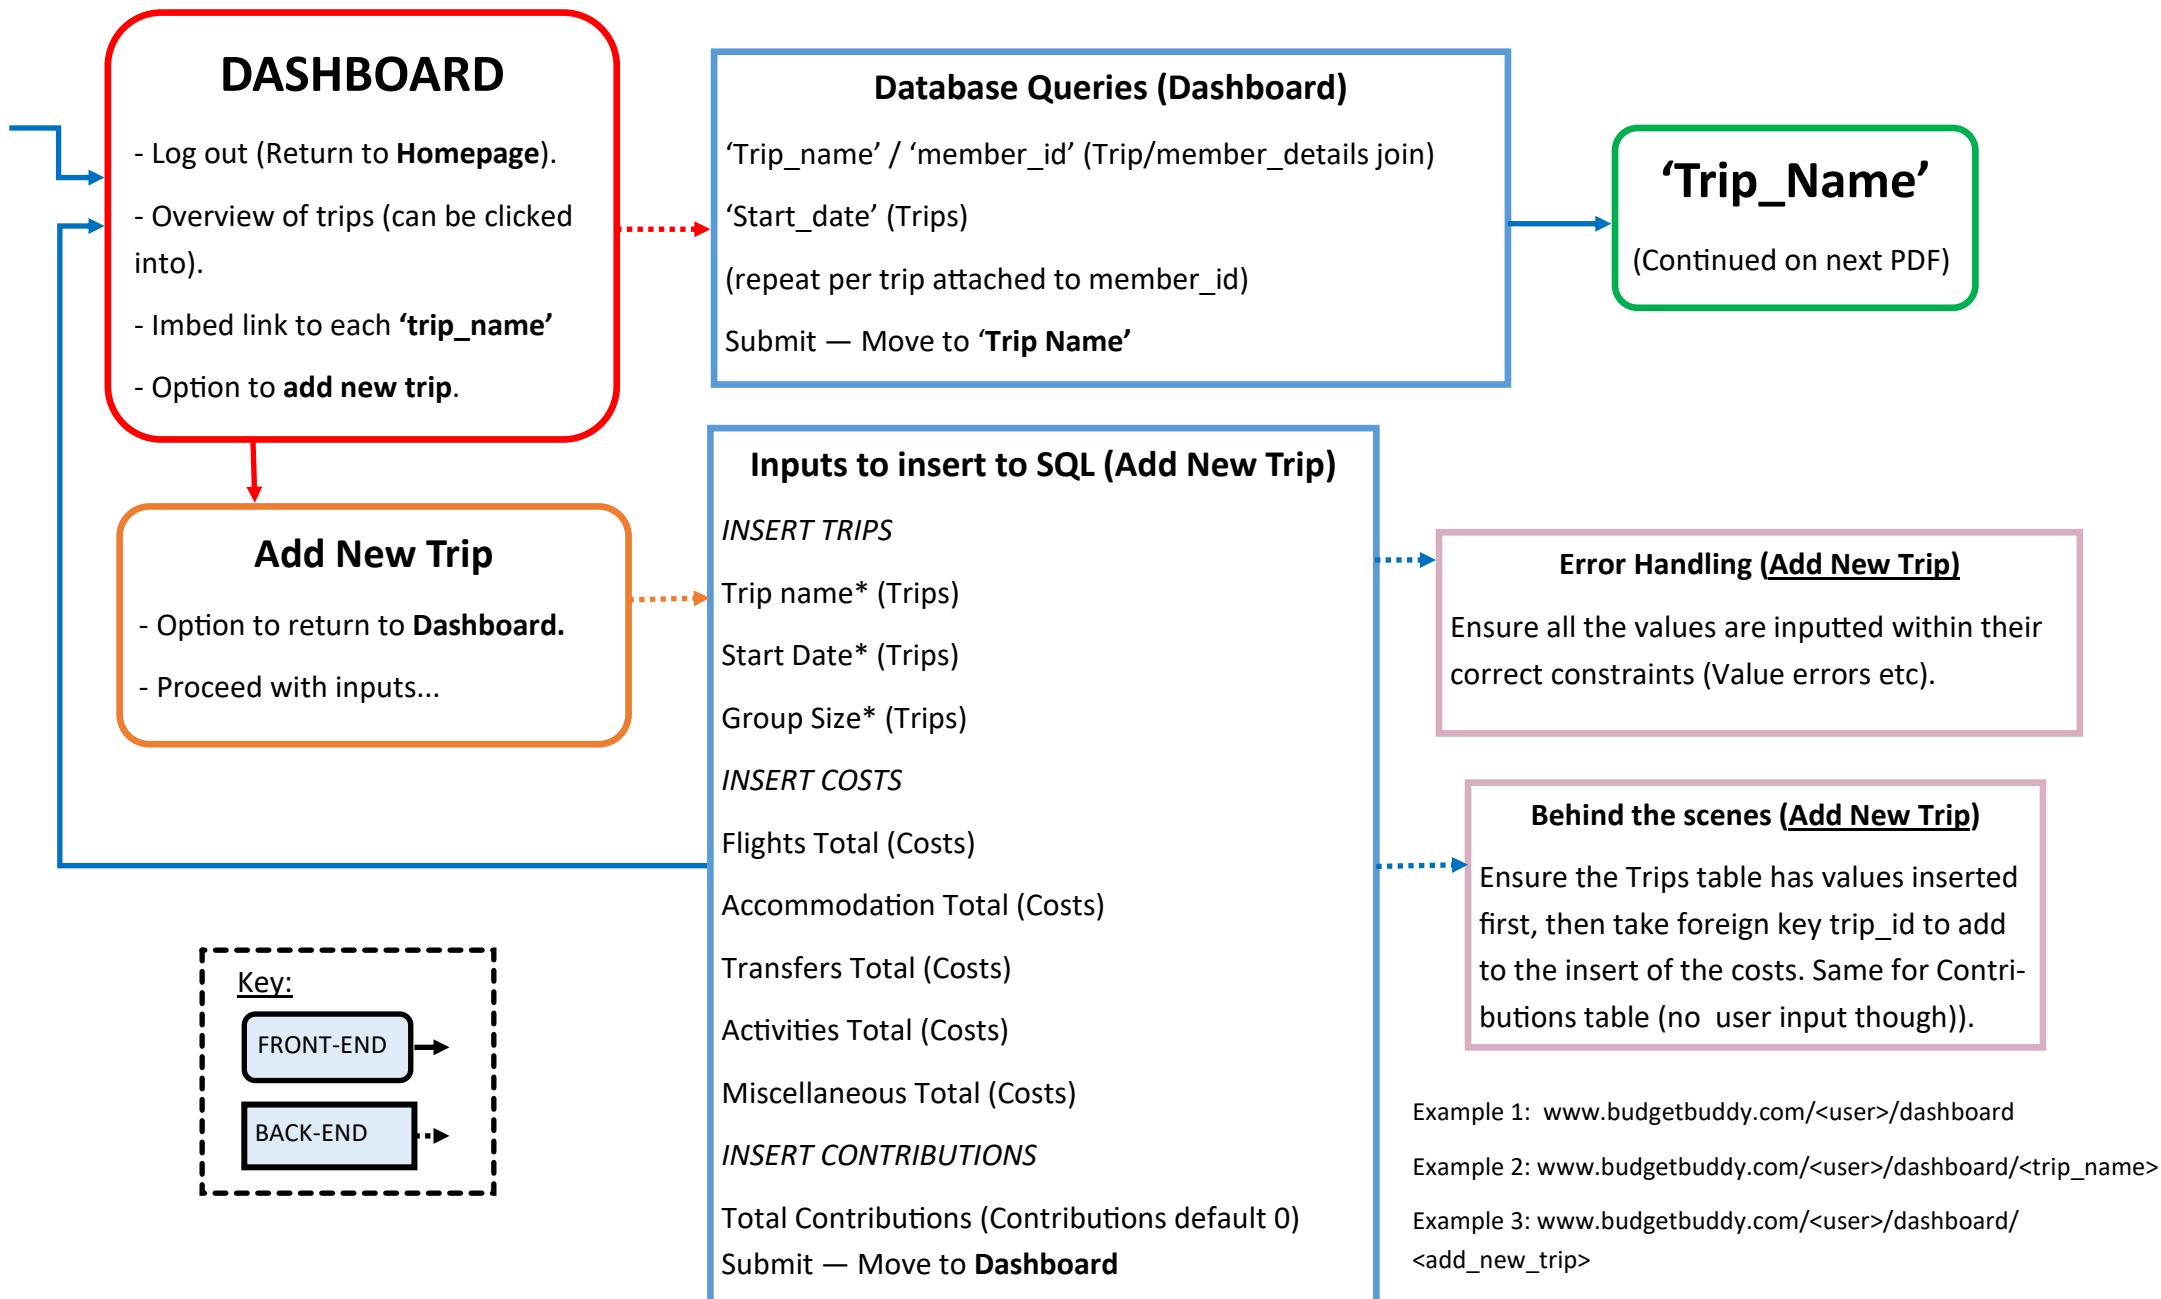 DASHBOARD
- Log out (Return to Homepage).
- Overview of trips (can be clicked
into).
- Imbed link to each ‘trip_name’
- Option to add new trip.
Database Queries (Dashboard)
‘Trip_name’ / ‘member_id’ (Trip/member_details join)
‘Start_date’ (Trips)
(repeat per trip attached to member_id)
Submit — Move to ‘Trip Name’
‘Trip_Name’
(Continued on next PDF)
Add New Trip
- Option to return to Dashboard.
- Proceed with inputs...
Inputs to insert to SQL (Add New Trip)
INSERT TRIPS
Trip name* (Trips)
Start Date* (Trips)
Group Size* (Trips)
INSERT COSTS
Flights Total (Costs)
Accommodation Total (Costs)
Transfers Total (Costs)
Activities Total (Costs)
Miscellaneous Total (Costs)
INSERT CONTRIBUTIONS
Total Contributions (Contributions default 0)
Submit — Move to Dashboard
Error Handling (Add New Trip)
Ensure all the values are inputted within their
correct constraints (Value errors etc).
Behind the scenes (Add New Trip)
Ensure the Trips table has values inserted
first, then take foreign key trip_id to add
to the insert of the costs. Same for Contri-
butions table (no  user input though)).
Key:
FRONT-END
BACK-END
Example 1:  www.budgetbuddy.com/<user>/dashboard
Example 2: www.budgetbuddy.com/<user>/dashboard/<trip_name>
Example 3: www.budgetbuddy.com/<user>/dashboard/
<add_new_trip>